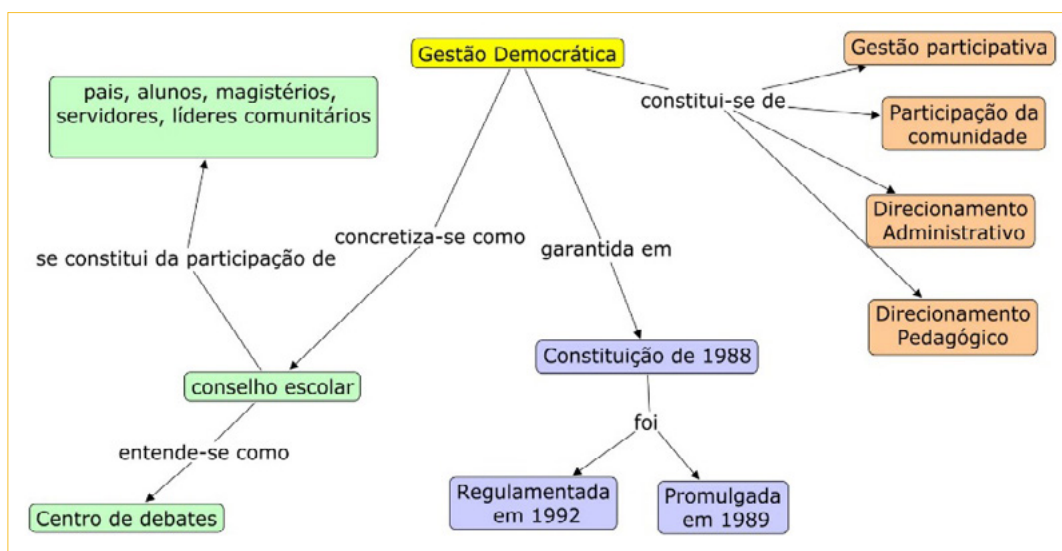 Gestão Democrática
Gestão participativa
pais, alunos, magistérios,
servidores, líderes comunitários
constitui-se de
Participação da
comunidade
Direcionamento
Administrativo
concretiza-se como
garantida em
se constitui da participação de
Direcionamento
Pedagógico
Constituição de 1988
conselho escolar
foi
entende-se como
Regulamentada
em 1992
Promulgada
em 1989
Centro de debates